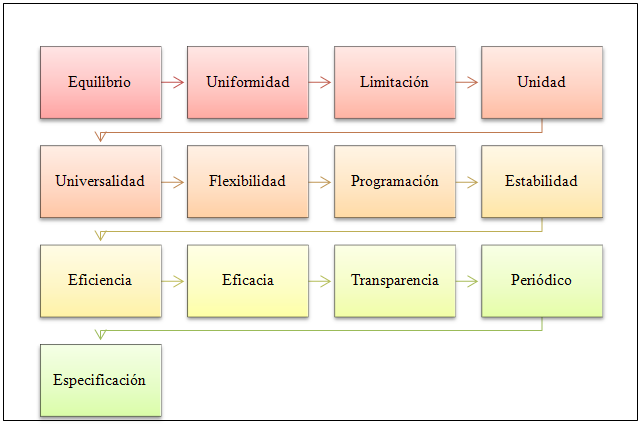 Equilibrio
Uniformidad
Limitación
Unidad
Universalidad
Flexibilidad
Programación
Estabilidad
Eficiencia
Eficacia
Transparencia
Periódico
Especificación